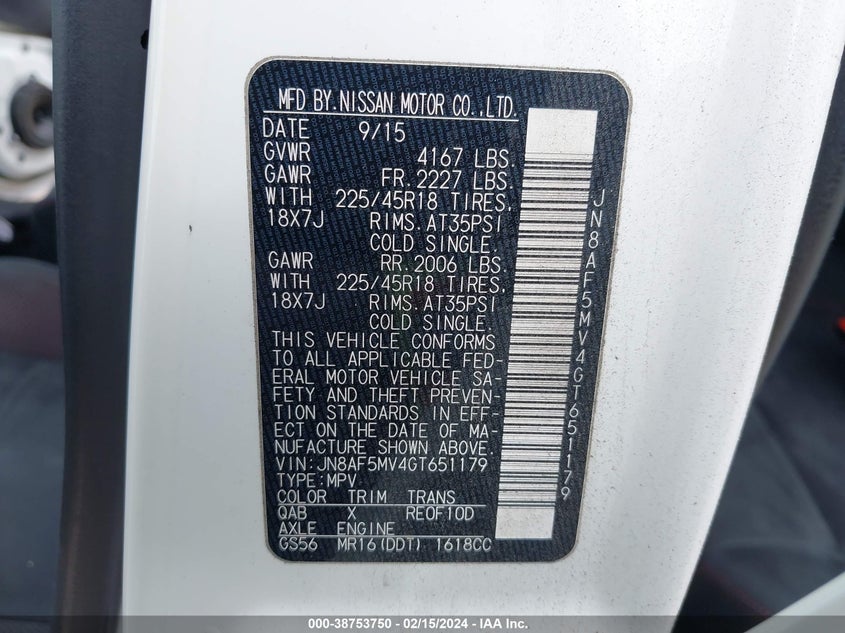 MFD BY.NISSAN MOTOR CO.,LTD.
DATE 9/15
GVWR 4167 LBS.
GAWR FR.2227 LBS.
WITH 225/45R18 TIRES,
18X7J RIMS.AT35PSI
COLD SINGLE.
GAWR RR.2006 LBS.
WITH 225/45R18 TIRES.
18X7J RIMS.AT35PSI
COLD SINGLE.
THIS VEHICLE CONFORMS
TO ALL APPLICABLE FED-
ERAL MOTOR VEHICLE SA-
FETY AND THEFT PREVEN-
TION STANDARDS IN EFF-
ECT ON THE DATE OF MA-
NUFACTURE SHOWN ABOVE.
VIN:JN8AF5MV4GT651179
TYPE:MPV
COLOR TRIM TRANS
QAB X RE0F10D
AXLE ENGINE
GS56 MR16(DDT) 1618CC
JN8AF5MV4GT651179
000-38753750 - 02/15/2024 - IAA Inc.